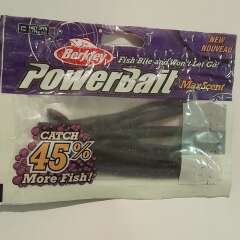 NEW
NOUVEAU
Berkley
Fish Bite and Won't Let Go!
PowerBait
MaxScent
CATCH
45%
More Fish!